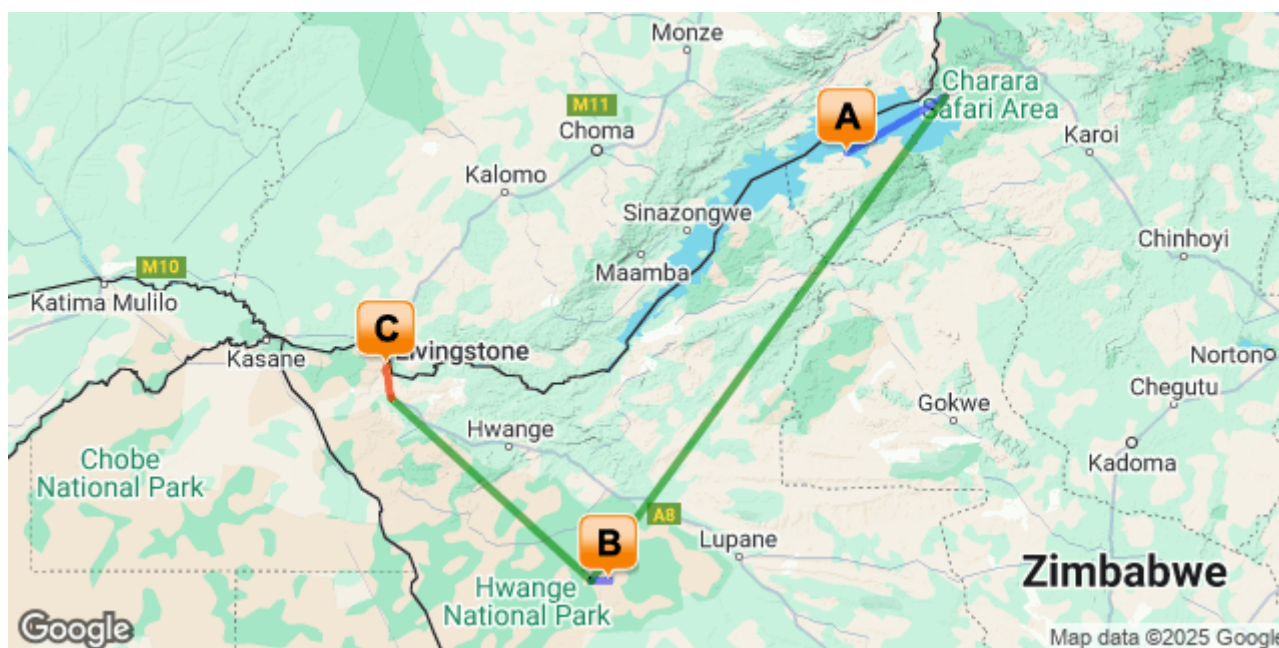 Monze
Charara
Safari Area
M11
A
Choma
Karoi
Kalomo
Sinazongwe
Chinhoyi
Maamba
M10
Katima Mulilo
C
Livingstone
Kasane
Norton
Chegutu
Gokwe
Hwange
Kadoma
Chobe
National Park
A8
B
Lupane
Hwange
National Park
Zimbabwe
Google
Map data ©2025 Google